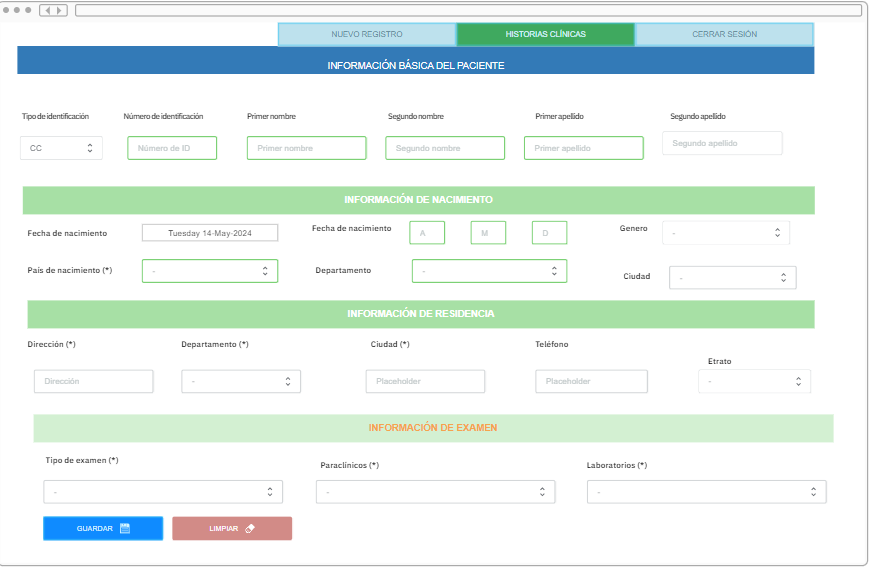 NUEVO REGISTRO HISTORIAS CLÍNICAS CERRAR SESIÓN
INFORMACIÓN BÁSICA DEL PACIENTE
Tipo de identificación Número de identificación Primer nombre Segundo nombre Primer apellido Segundo apellido
CC Número de ID Primer nombre Segundo nombre Primer apellido Segundo apellido
INFORMACIÓN DE NACIMIENTO
Fecha de nacimiento Tuesday 14-May-2024 Fecha de nacimiento A M D Genero -
País de nacimiento (*) - Departamento - Ciudad -
INFORMACIÓN DE RESIDENCIA
Dirección (*) Departamento (*) Ciudad (*) Teléfono Etrato
Dirección - Placeholder Placeholder -
INFORMACIÓN DE EXAMEN
Tipo de examen (*) Paraclínicos (*) Laboratorios (*)
- - -
GUARDAR LIMPIAR